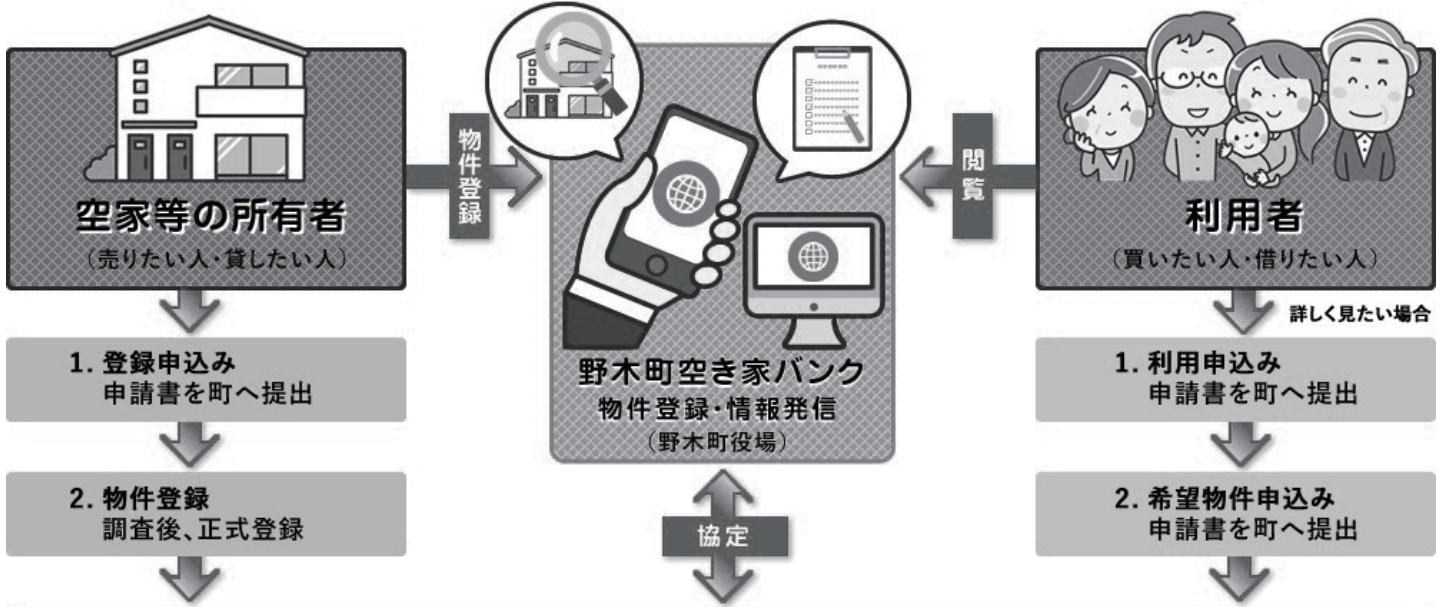 空家等の所有者
（売りたい人・貸したい人）
1. 登録申込み
申請書を町へ提出
2. 物件登録
調査後、正式登録
物件登録
野木町空き家バンク
物件登録・情報発信
（野木町役場）
協定
閲覧
利用者
（買いたい人・借りたい人）
詳しく見たい場合
1. 利用申込み
申請書を町へ提出
2. 希望物件申込み
申請書を町へ提出